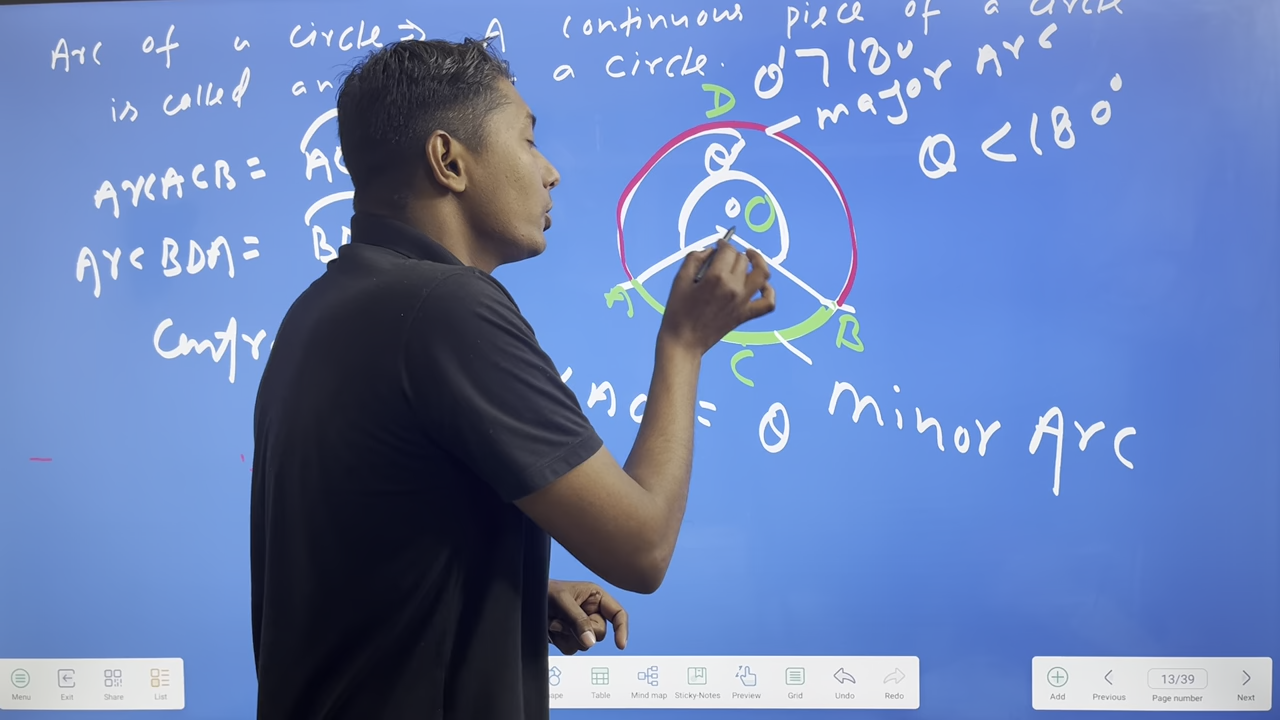 Arc of a circle ⇒ A continuous piece of a circle
is called an a circle.
θ' > 180
major Arc
θ < 180°
D
θ'
O
Arc ACB =
Arc BDA =
A
B
C
= θ
minor Arc
Menu
Exit
Share
List
Table
Mind map
Sticky-Notes
Preview
Grid
Undo
Redo
Add
Previous
13/39
Page number
Next